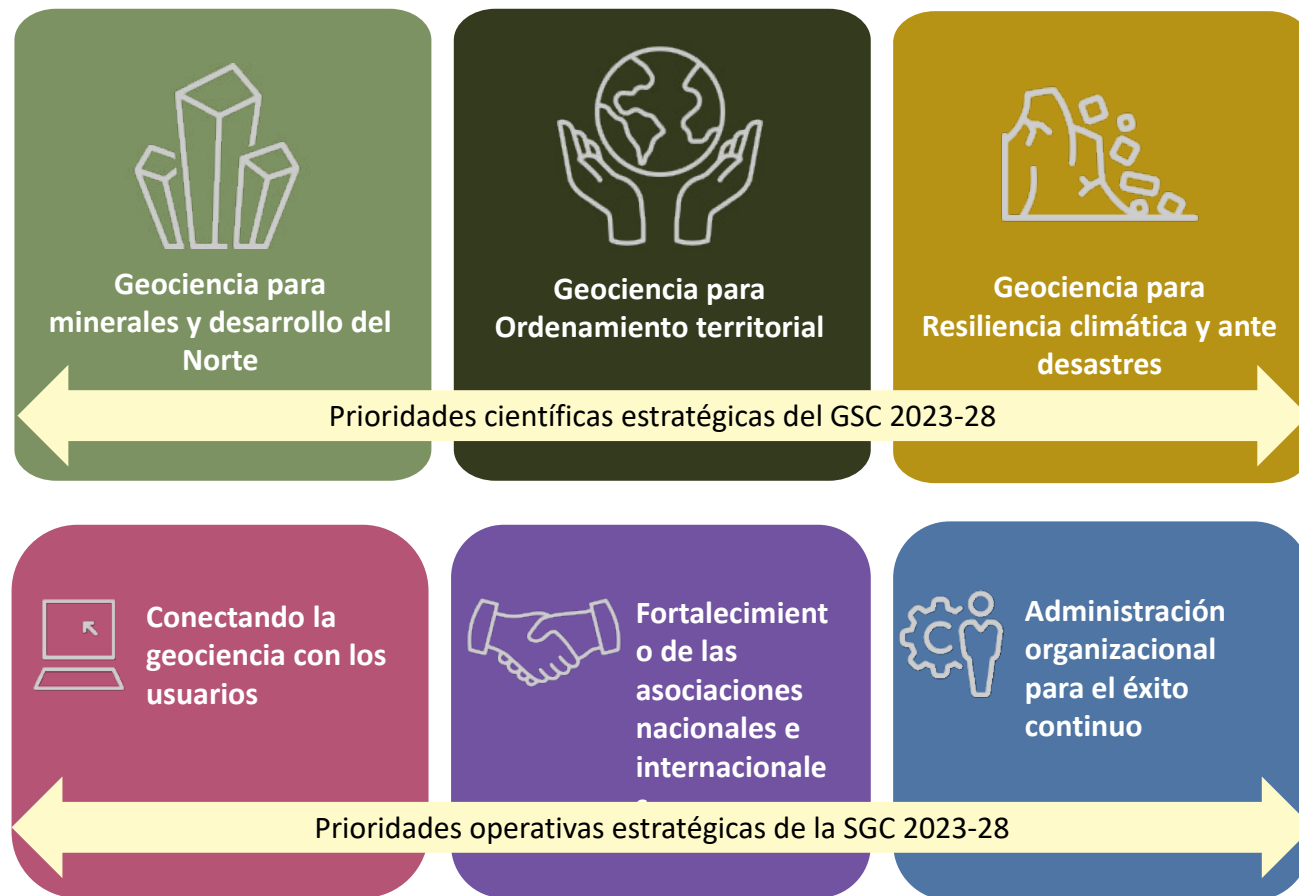 Geociencia para
minerales y desarrollo del
Norte
Geociencia para
Ordenamiento territorial
Geociencia para
Resiliencia climática y ante
desastres
Prioridades científicas estratégicas del GSC 2023-28
Conectando la
geociencia con los
usuarios
Fortalecimient
o de las
asociaciones
nacionales e
internacionale
Administración
organizacional
para el éxito
continuo
Prioridades operativas estratégicas de la SGC 2023-28